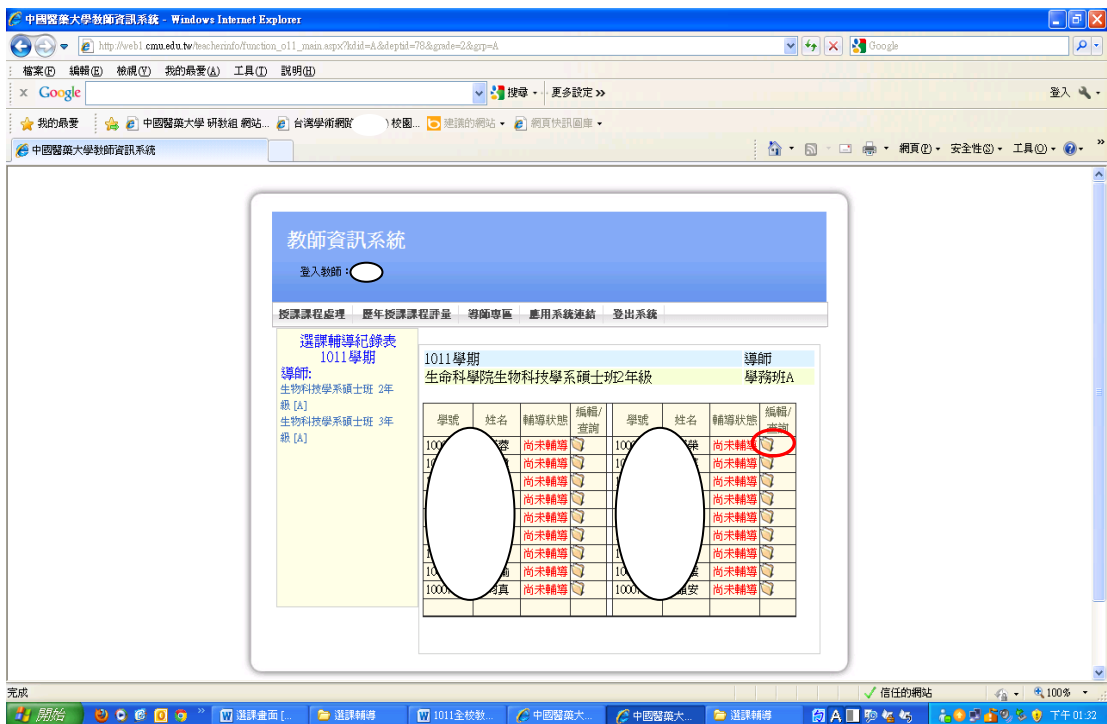 中國醫藥大學教師資訊系統 - Windows Internet Explorer
http://web1.cmu.edu.tw/teacherinfo/function_o11_main.aspx?kdid=A&deptid=78&grade=2&grp=A
Google
檔案(F) 編輯(E) 檢視(V) 我的最愛(A) 工具(T) 說明(H)
x Google 搜尋 更多設定 »
登入
我的最愛 中國醫藥大學 研教組 網站... 台灣學術網路 ) 校園... 建議的網站 網頁快訊圖庫
中國醫藥大學教師資訊系統
網頁(P) 安全性(S) 工具(O) »
教師資訊系統
登入教師：
授課課程處理 歷年授課課程評量 導師專區 應用系統連結 登出系統
選課輔導紀錄表
1011學期
導師:
生物科技學系碩士班 2年
級 [A]
生物科技學系碩士班 3年
級 [A]
1011學期 導師
生命科學院生物科技學系碩士班2年級 學務班A
學號 姓名 輔導狀態 編輯/查詢 學號 姓名 輔導狀態 編輯/查詢
100 蓉 尚未輔導 100 榮 尚未輔導
10 尚未輔導 10 尚未輔導
尚未輔導 尚未輔導
尚未輔導 尚未輔導
尚未輔導 尚未輔導
尚未輔導 尚未輔導
1 尚未輔導 1 尚未輔導
10 尚未輔導 10 尚未輔導
1000 真 尚未輔導 1000 安 尚未輔導
完成
信任的網站
100%
開始 » 選課畫面 [... 選課輔導 1011全校教... 中國醫藥大... 中國醫藥大... 選課輔導 A 下午 01:32